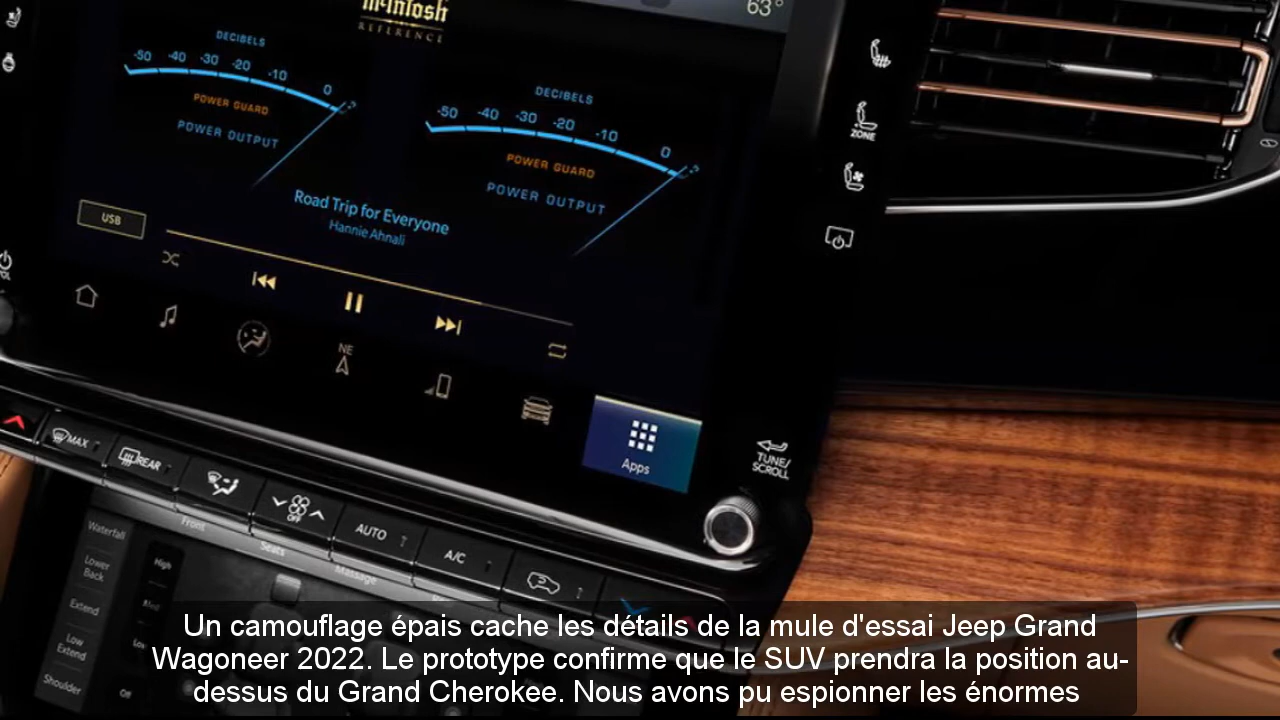 McIntosh
REFERENCE
63°
DECIBELS
-50 -40 -30 -20 -10 0
POWER GUARD
POWER OUTPUT
DECIBELS
-50 -40 -30 -20 -10 0
POWER GUARD
POWER OUTPUT
ZONE
Road Trip for Everyone
Hannie Ahnali
USB
NE
Apps
TUNE/
SCROLL
MAX
REAR
OFF
AUTO
A/C
Front
Seats
Massage
Waterfall
Lower
Back
Extend
Low
Extend
Shoulder
High
Off
Un camouflage épais cache les détails de la mule d'essai Jeep Grand
Wagoneer 2022. Le prototype confirme que le SUV prendra la position au-
dessus du Grand Cherokee. Nous avons pu espionner les énormes